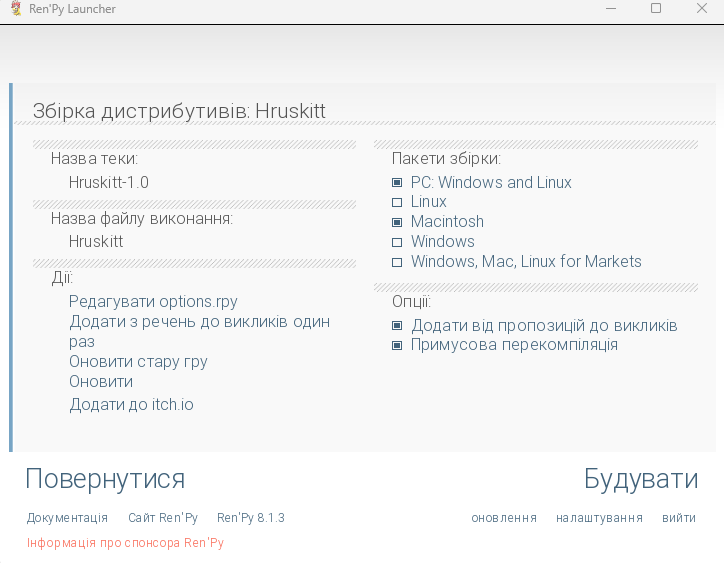 Ren'Py Launcher
Збірка дистрибутивів: Hruskitt
Назва теки:
Hruskitt-1.0
Назва файлу виконання:
Hruskitt
Дії:
Редагувати options.rpy
Додати з речень до викликів один
раз
Оновити стару гру
Оновити
Додати до itch.io
Пакети збірки:
PC: Windows and Linux
Linux
Macintosh
Windows
Windows, Mac, Linux for Markets
Опції:
Додати від пропозицій до викликів
Примусова перекомпіляція
Повернутися
Будувати
Документація
Сайт Ren'Py
Ren'Py 8.1.3
оновлення
налаштування
вийти
Інформація про спонсора Ren'Py